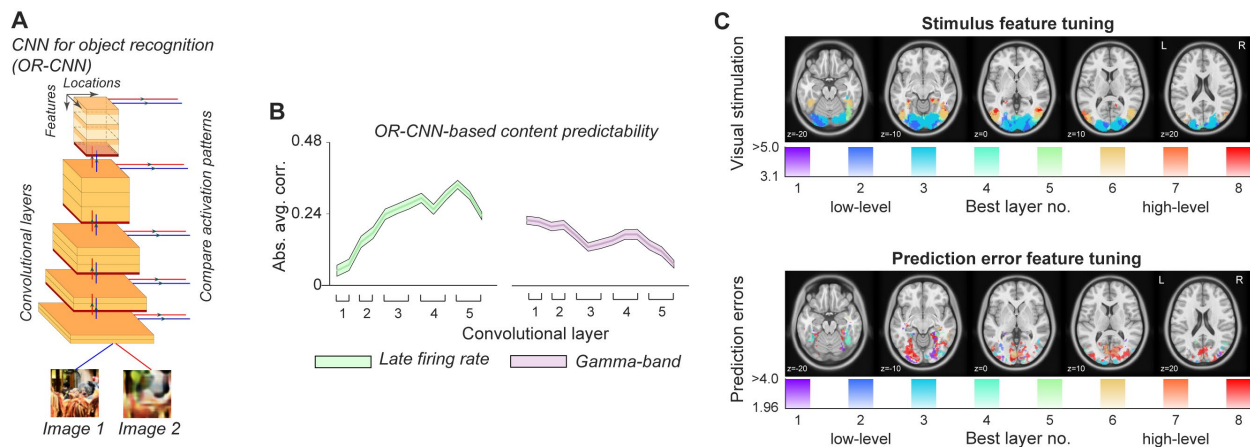 A
CNN for object recognition
(OR-CNN)
Locations
Features
Convolutional layers
Compare activation patterns
Image 1
Image 2
B
OR-CNN-based content predictability
Abs. avg. corr.
0.48
0.24
0
1 2 3 4 5
1 2 3 4 5
Convolutional layer
Late firing rate
Gamma-band
C
Stimulus feature tuning
Visual stimulation
L R
z=-20 z=-10 z=0 z=10 z=20
>5.0
3.1
1 2 3 4 5 6 7 8
low-level Best layer no. high-level
Prediction error feature tuning
Prediction errors
L R
z=-20 z=-10 z=0 z=10 z=20
>4.0
1.96
1 2 3 4 5 6 7 8
low-level Best layer no. high-level